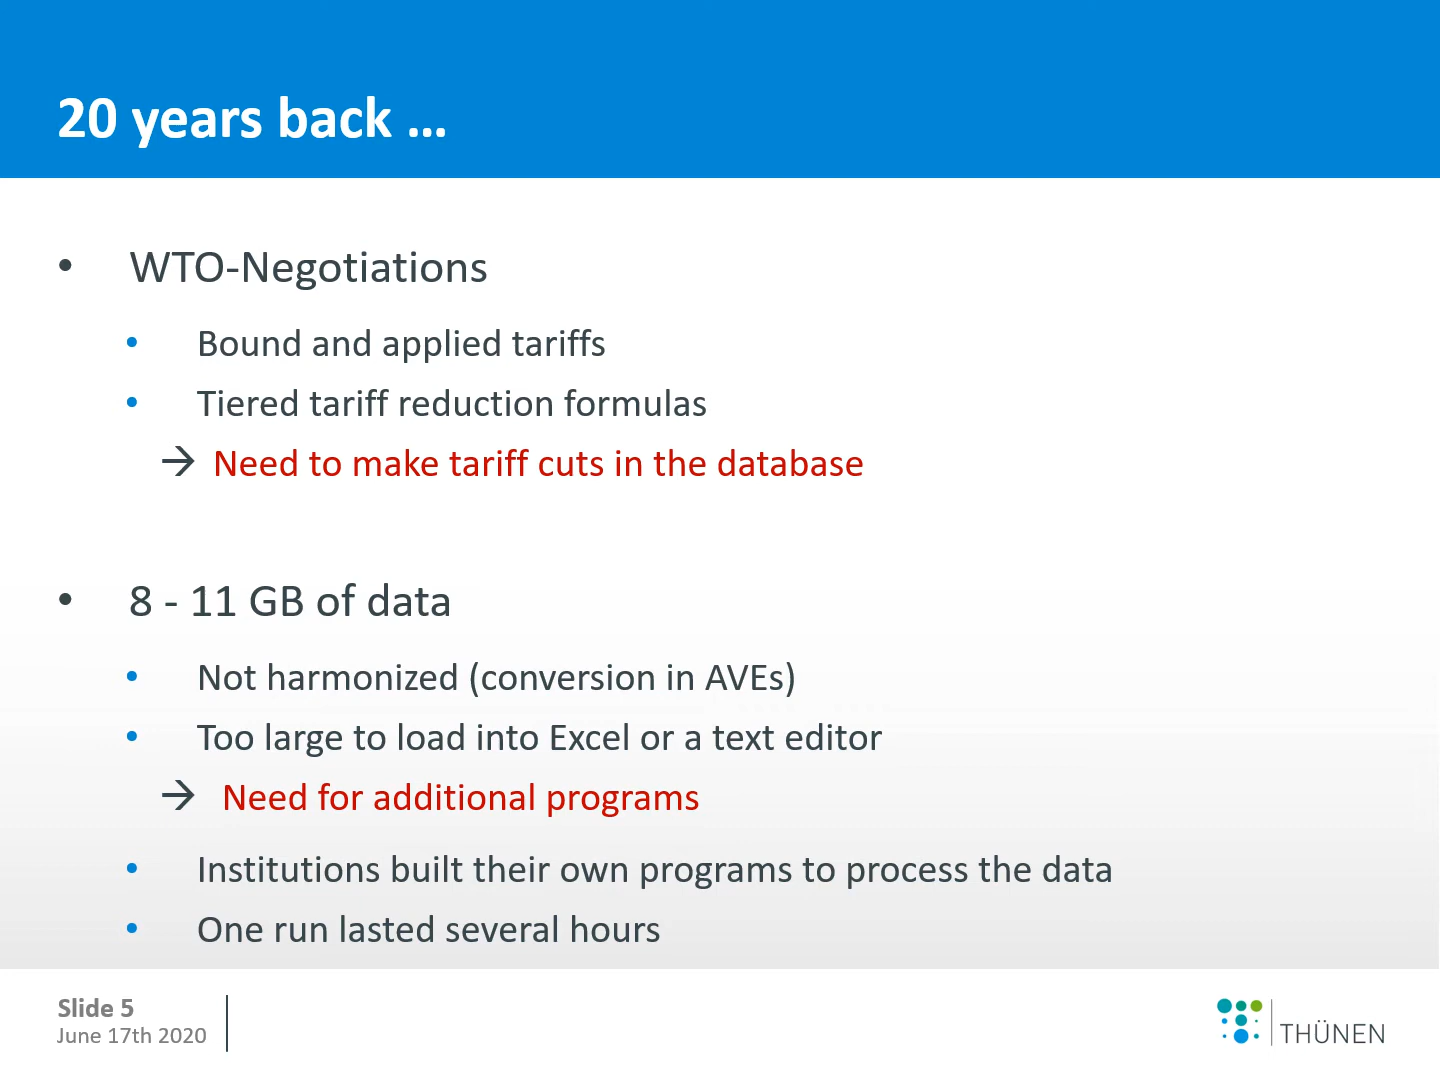 20 years back ...
• WTO-Negotiations
• Bound and applied tariffs
• Tiered tariff reduction formulas
→ Need to make tariff cuts in the database
• 8 - 11 GB of data
• Not harmonized (conversion in AVEs)
• Too large to load into Excel or a text editor
→ Need for additional programs
• Institutions built their own programs to process the data
• One run lasted several hours
Slide 5
June 17th 2020
THÜNEN